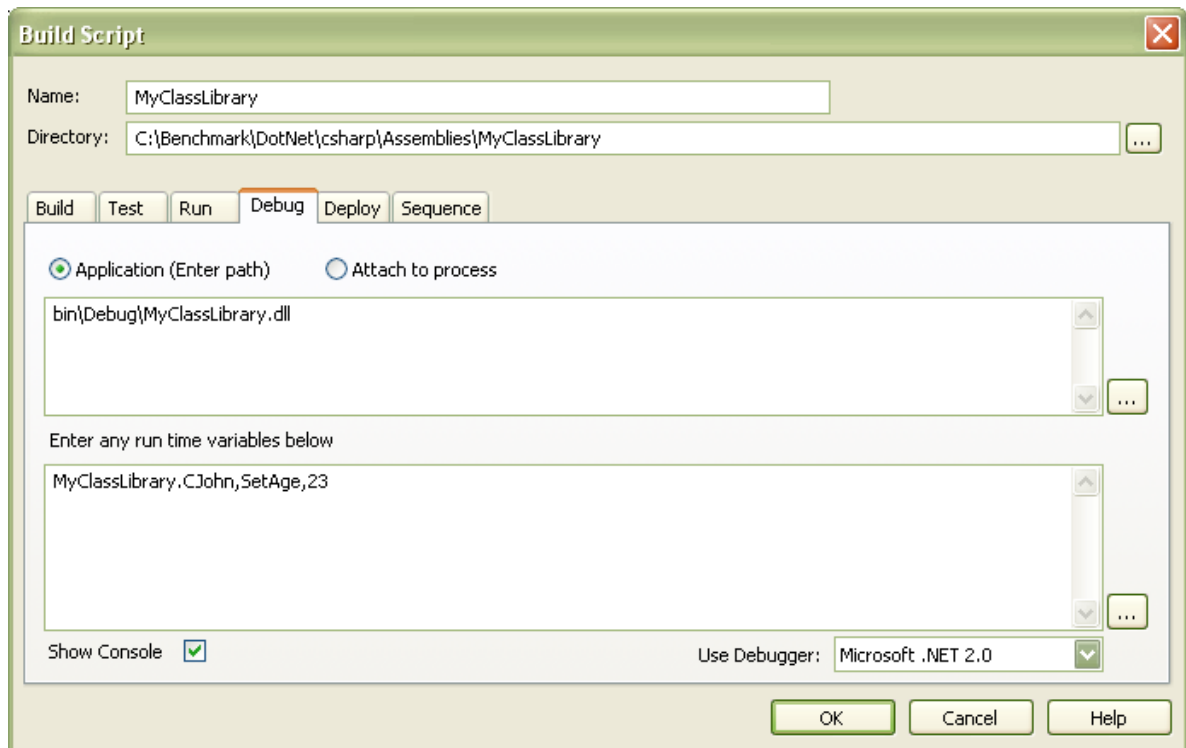 Build Script
Name: MyClassLibrary
Directory: C:\Benchmark\DotNet\csharp\Assemblies\MyClassLibrary ...
Build Test Run Debug Deploy Sequence
Application (Enter path) Attach to process
bin\Debug\MyClassLibrary.dll
...
Enter any run time variables below
MyClassLibrary.CJohn,SetAge,23
...
Show Console Use Debugger: Microsoft .NET 2.0
OK Cancel Help